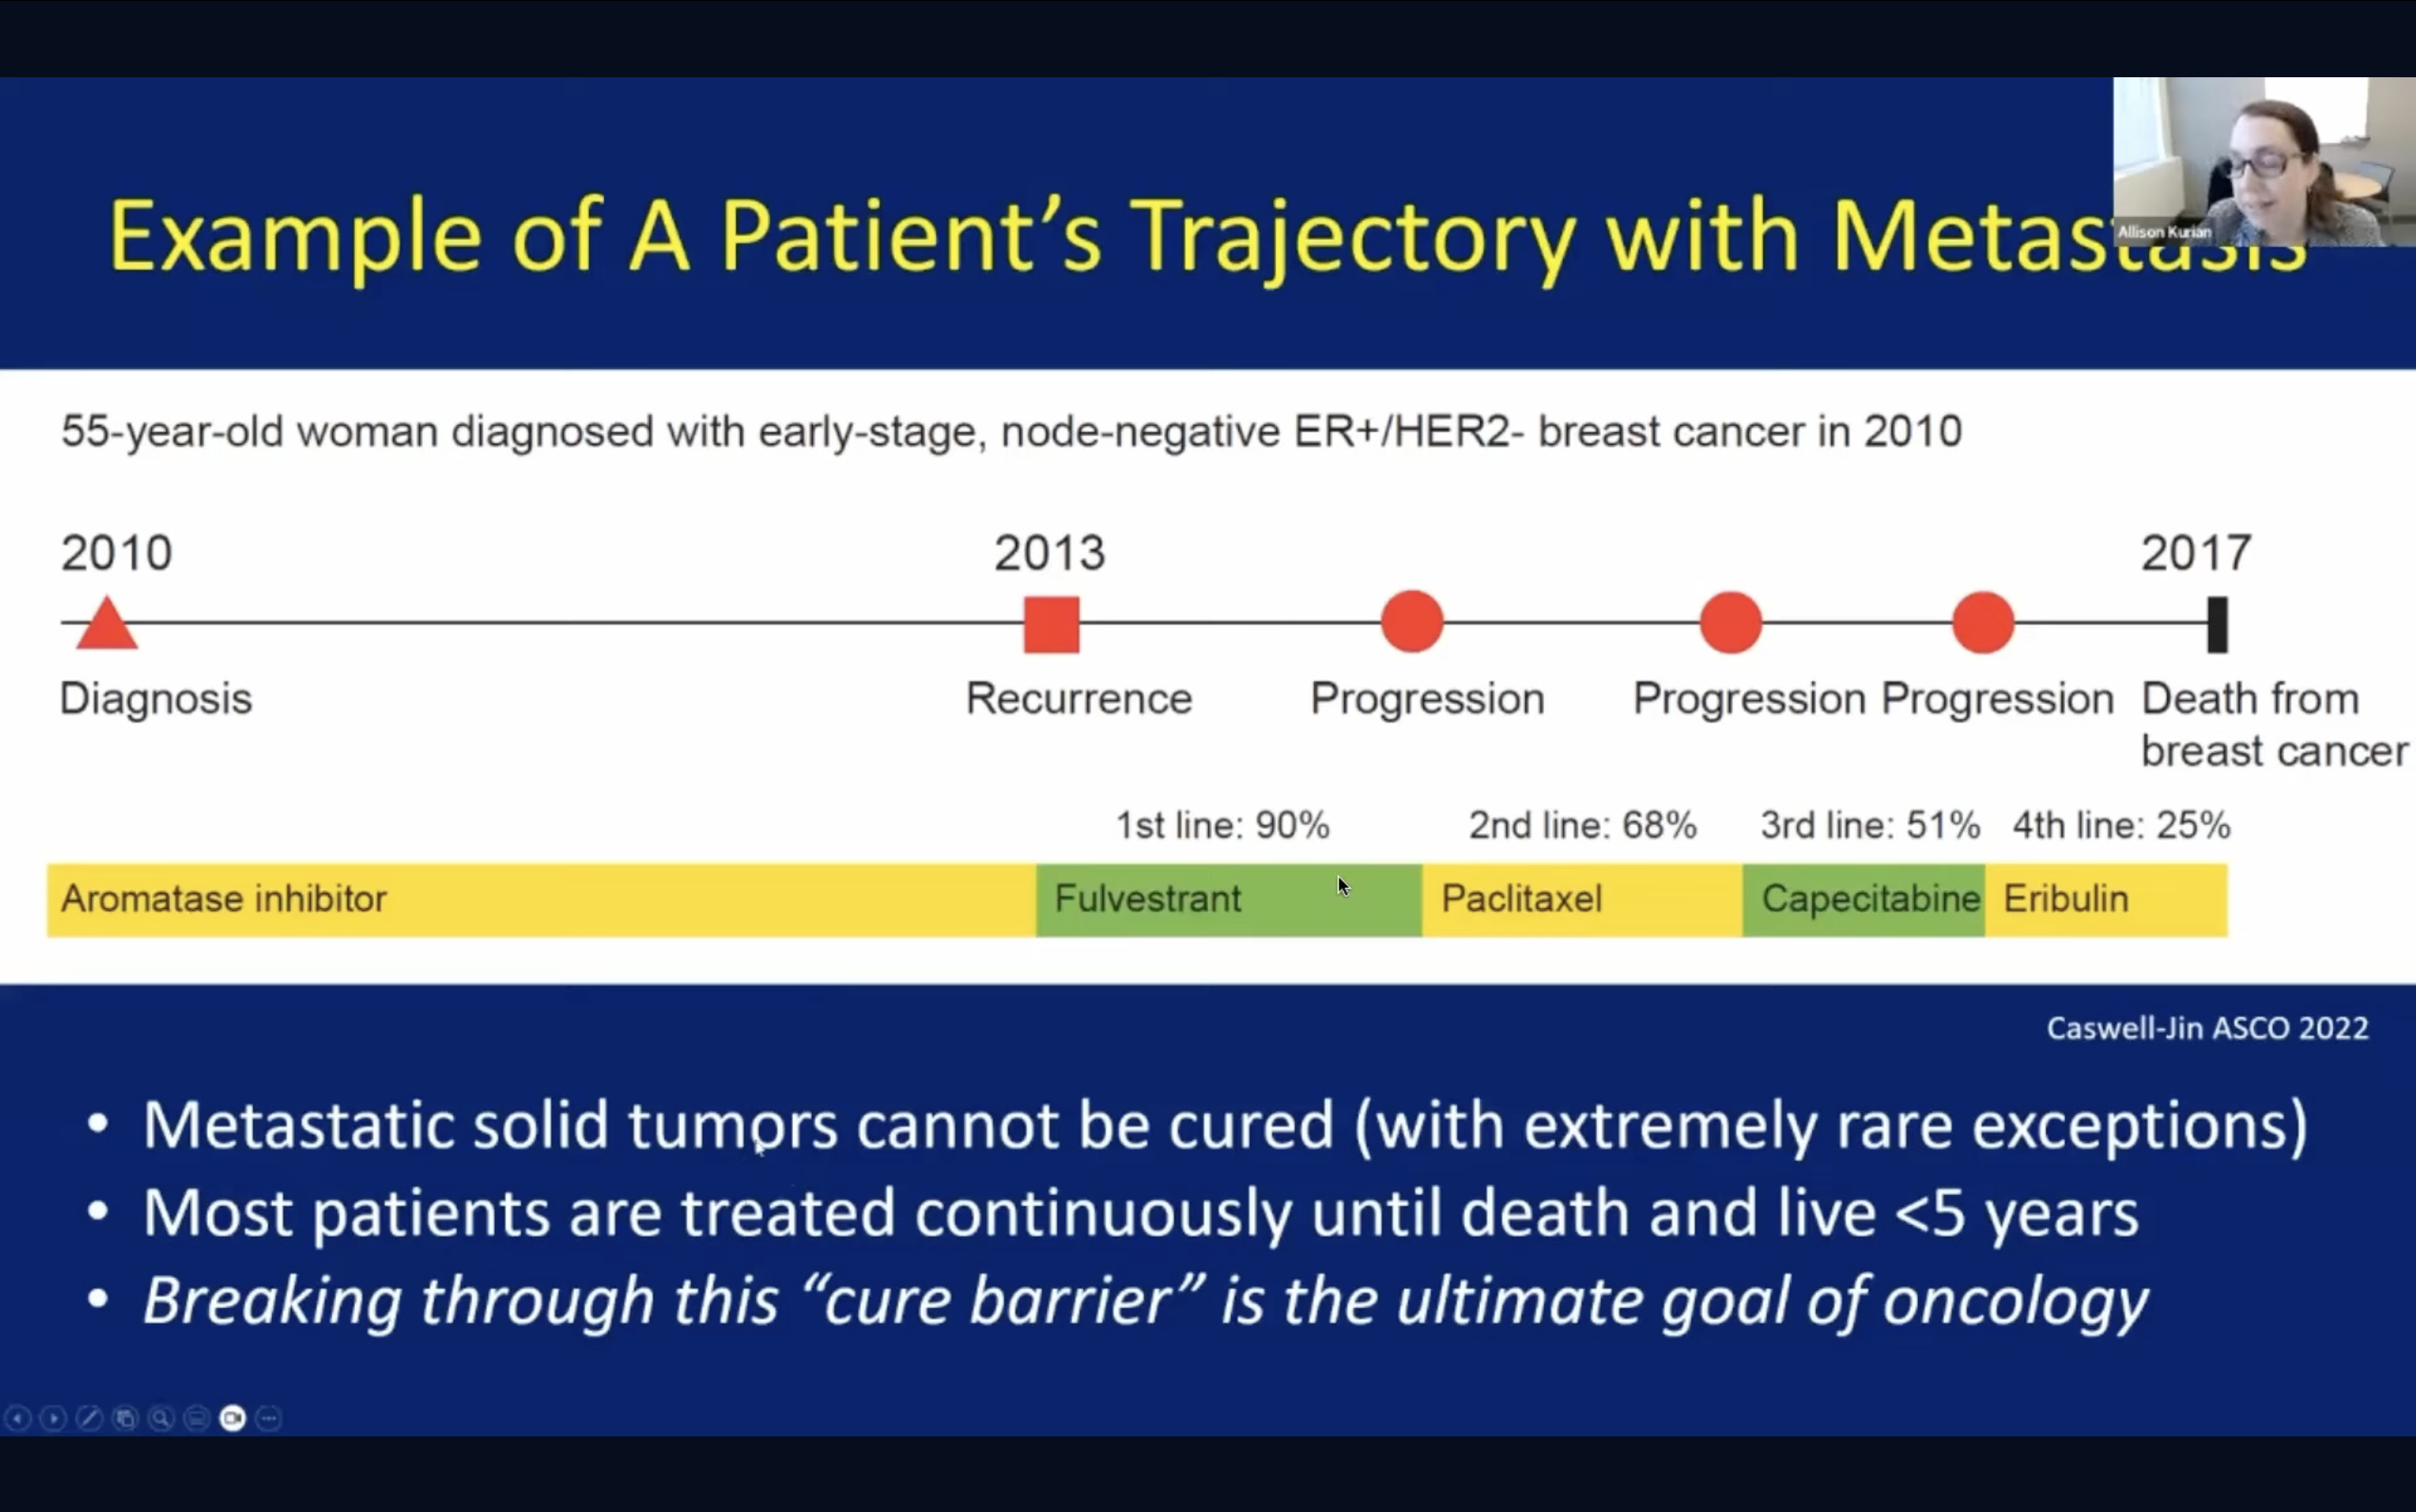 Example of A Patient's Trajectory with Metastasis
Allison Kurian
55-year-old woman diagnosed with early-stage, node-negative ER+/HER2- breast cancer in 2010
2010 2013 2017
Diagnosis Recurrence Progression Progression Progression Death from
breast cancer
1st line: 90% 2nd line: 68% 3rd line: 51% 4th line: 25%
Aromatase inhibitor Fulvestrant Paclitaxel Capecitabine Eribulin
Caswell-Jin ASCO 2022
• Metastatic solid tumors cannot be cured (with extremely rare exceptions)
• Most patients are treated continuously until death and live <5 years
• Breaking through this “cure barrier” is the ultimate goal of oncology